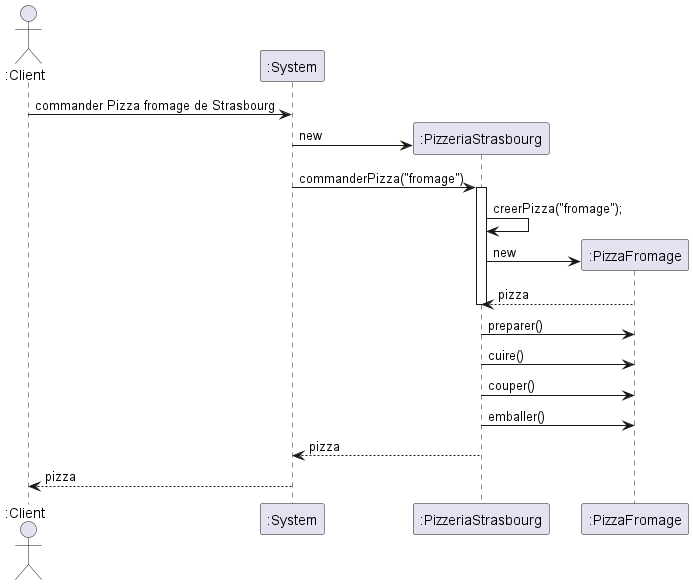 :Client
:System
commander Pizza fromage de Strasbourg
new
:PizzeriaStrasbourg
commanderPizza("fromage")
creerPizza("fromage");
new
:PizzaFromage
pizza
preparer()
cuire()
couper()
emballer()
pizza
pizza
:Client
:System
:PizzeriaStrasbourg
:PizzaFromage